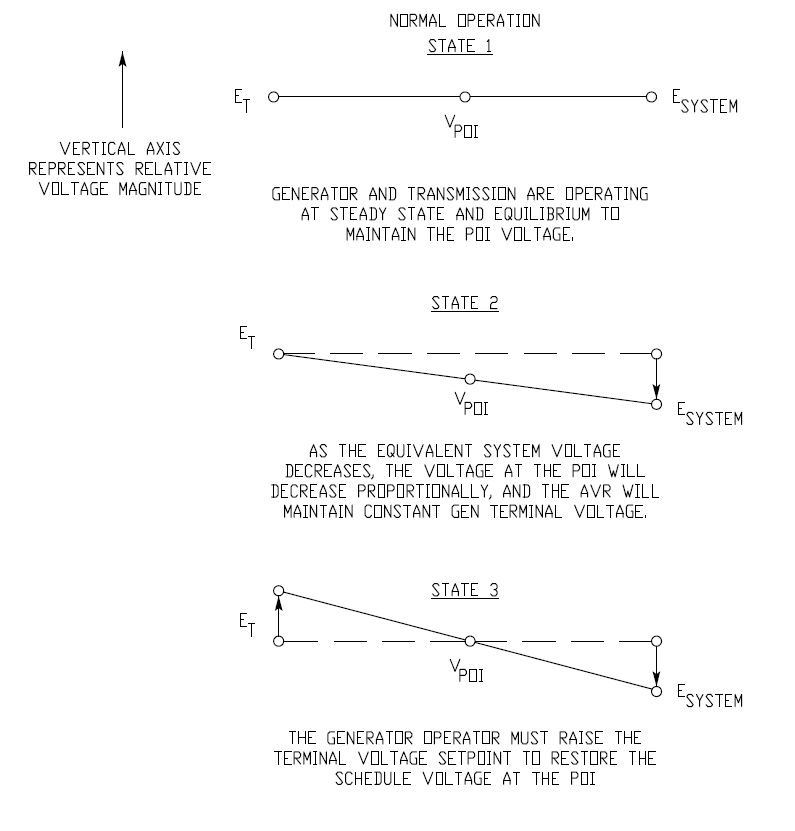 NORMAL OPERATION
STATE 1
E_T
V_POI
E_SYSTEM
VERTICAL AXIS
REPRESENTS RELATIVE
VOLTAGE MAGNITUDE
GENERATOR AND TRANSMISSION ARE OPERATING
AT STEADY STATE AND EQUILIBRIUM TO
MAINTAIN THE POI VOLTAGE.
STATE 2
E_T
V_POI
E_SYSTEM
AS THE EQUIVALENT SYSTEM VOLTAGE
DECREASES, THE VOLTAGE AT THE POI WILL
DECREASE PROPORTIONALLY, AND THE AVR WILL
MAINTAIN CONSTANT GEN TERMINAL VOLTAGE.
STATE 3
E_T
V_POI
E_SYSTEM
THE GENERATOR OPERATOR MUST RAISE THE
TERMINAL VOLTAGE SETPOINT TO RESTORE THE
SCHEDULE VOLTAGE AT THE POI